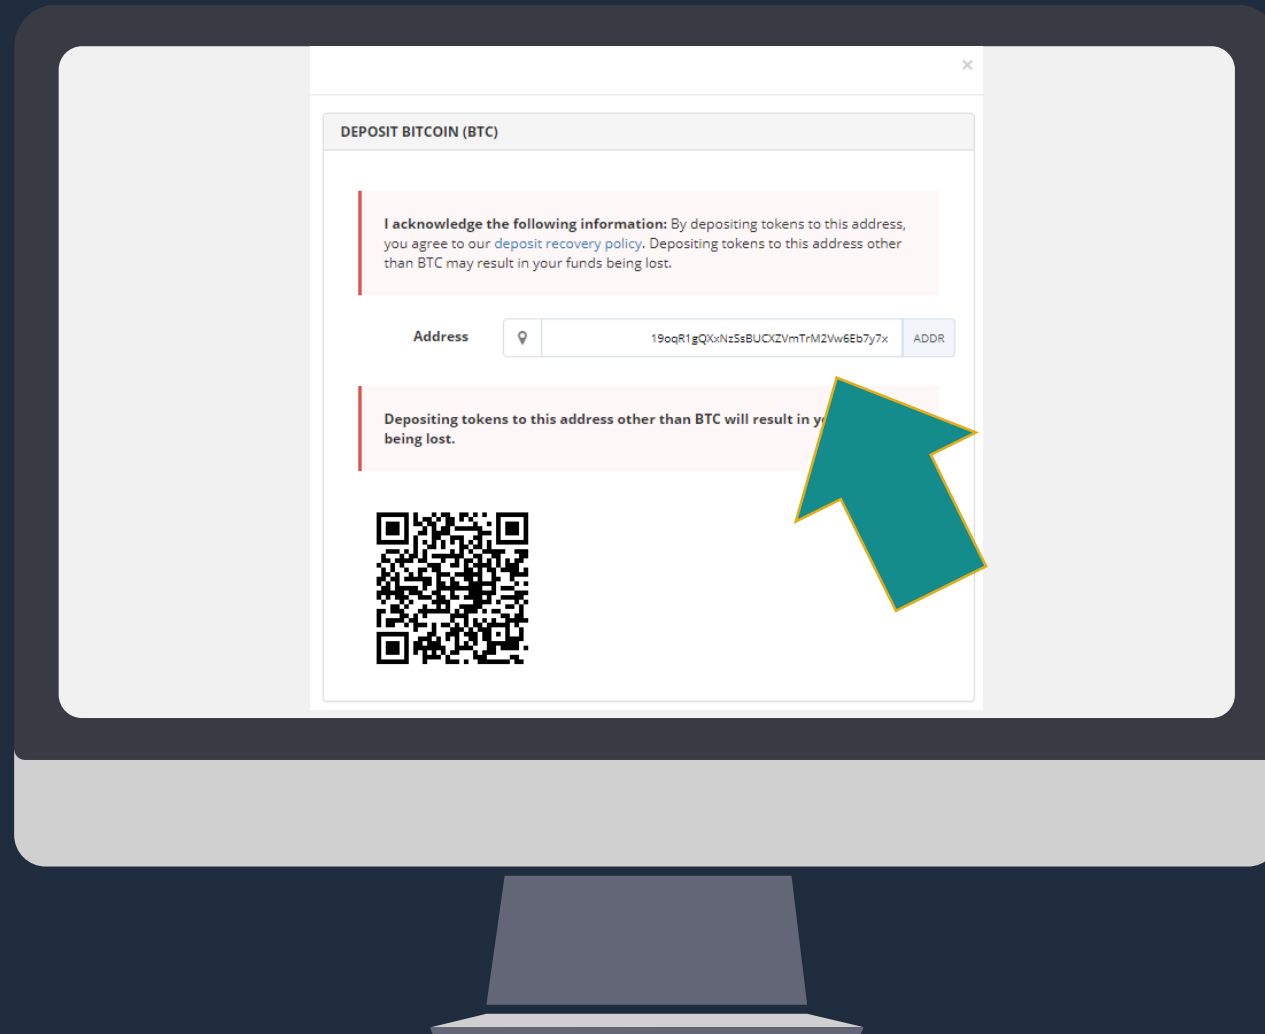 ×
DEPOSIT BITCOIN (BTC)
I acknowledge the following information: By depositing tokens to this address,
you agree to our deposit recovery policy. Depositing tokens to this address other
than BTC may result in your funds being lost.
Address 19oqR1gQXxNzSsBUCXZVmTrM2Vw6Eb7y7x ADDR
Depositing tokens to this address other than BTC will result in
being lost.